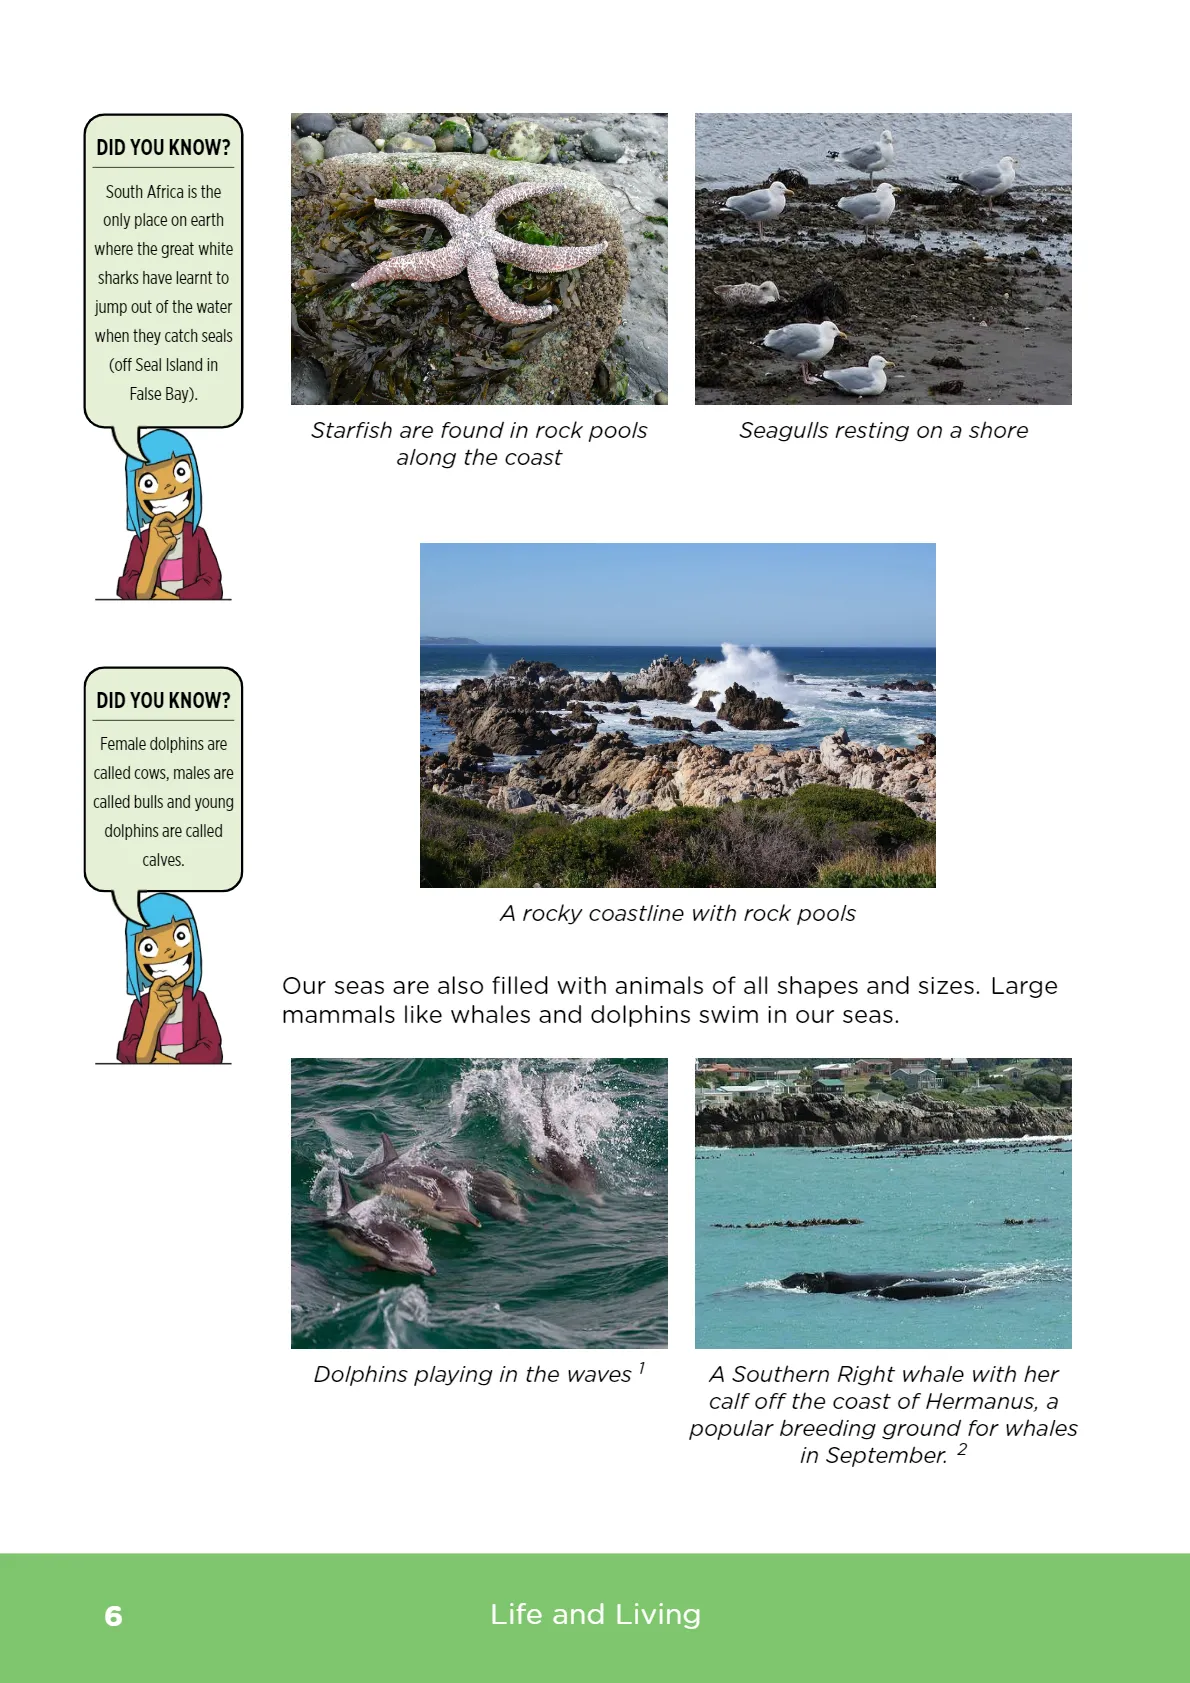 DID YOU KNOW?
South Africa is the
only place on earth
where the great white
sharks have learnt to
jump out of the water
when they catch seals
(off Seal Island in
False Bay).
Starfish are found in rock pools
along the coast
Seagulls resting on a shore
A rocky coastline with rock pools
DID YOU KNOW?
Female dolphins are
called cows, males are
called bulls and young
dolphins are called
calves.
Our seas are also filled with animals of all shapes and sizes. Large
mammals like whales and dolphins swim in our seas.
Dolphins playing in the waves 1
A Southern Right whale with her
calf off the coast of Hermanus, a
popular breeding ground for whales
in September. 2
6
Life and Living